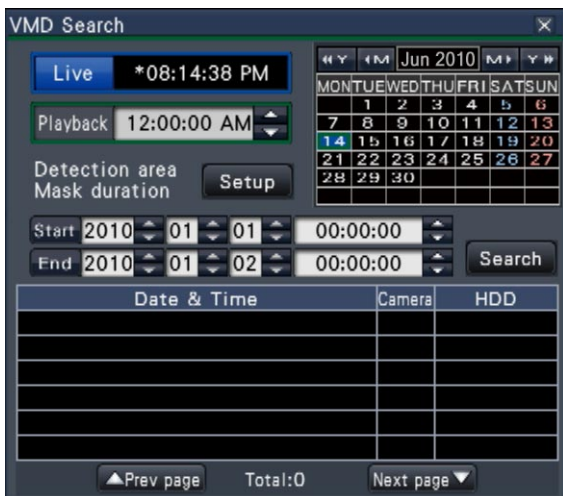 VMD Search ×
Live *08:14:38 PM
Playback 12:00:00 AM
Detection area
Mask duration
Setup
Y M Jun 2010 M Y
MON TUE WED THU FRI SAT SUN
1 2 3 4 5 6
7 8 9 10 11 12 13
14 15 16 17 18 19 20
21 22 23 24 25 26 27
28 29 30
Start 2010 01 01 00:00:00
End 2010 01 02 00:00:00
Search
Date & Time Camera HDD
▲Prev page Total:0 Next page▼